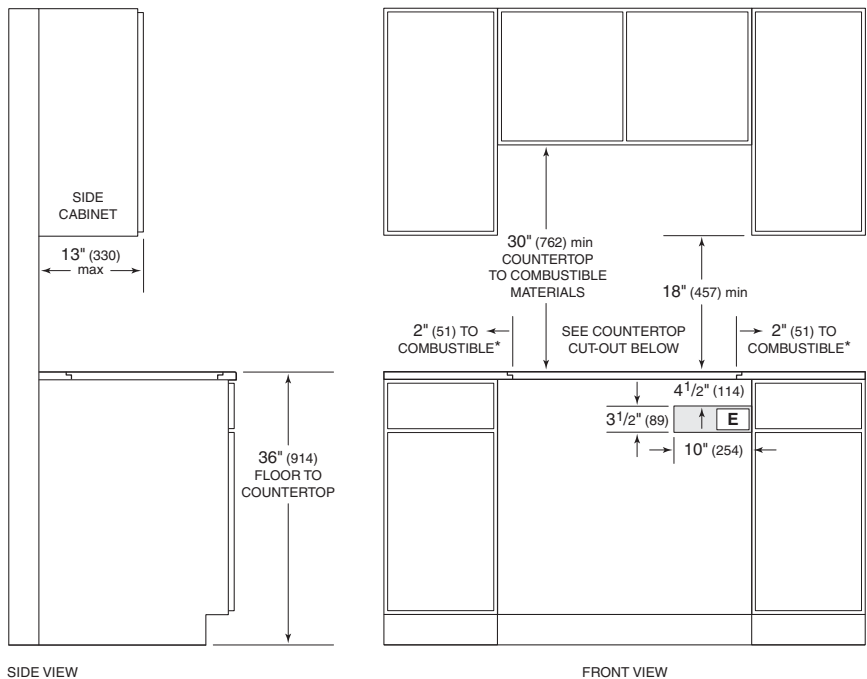 SIDE
CABINET
13" (330)
max
36" (914)
FLOOR TO
COUNTERTOP
SIDE VIEW
30" (762) min
COUNTERTOP
TO COMBUSTIBLE
MATERIALS
18" (457) min
2" (51) TO
COMBUSTIBLE*
SEE COUNTERTOP
CUT-OUT BELOW
2" (51) TO
COMBUSTIBLE*
4 1/2" (114)
3 1/2" (89)
E
10" (254)
FRONT VIEW